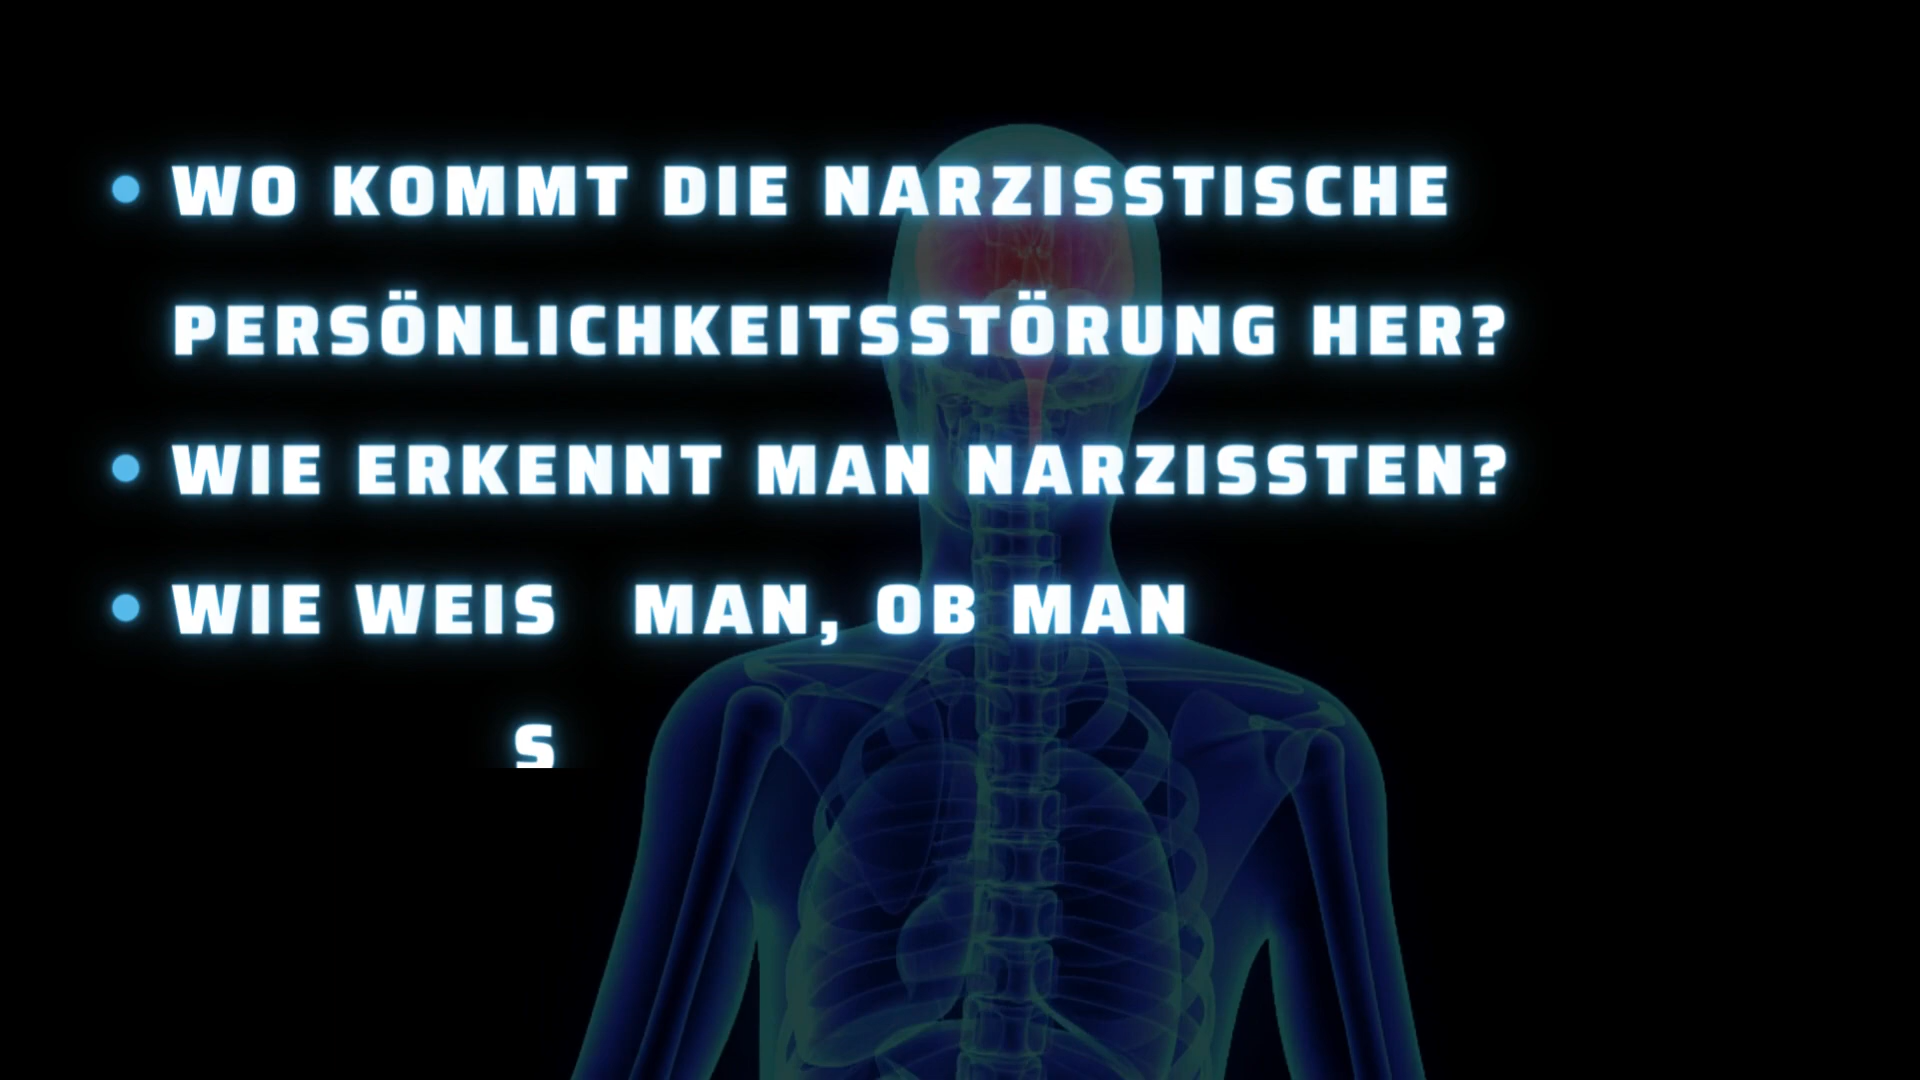 • WO KOMMT DIE NARZISSTISCHE
PERSÖNLICHKEITSSTÖRUNG HER?
• WIE ERKENNT MAN NARZISSTEN?
• WIE WEIS MAN, OB MAN
S